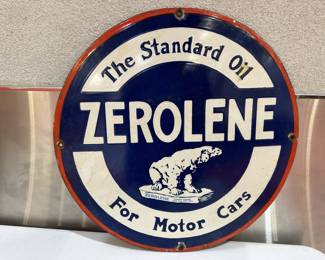 The Standard Oil
ZEROLENE
For Motor Cars